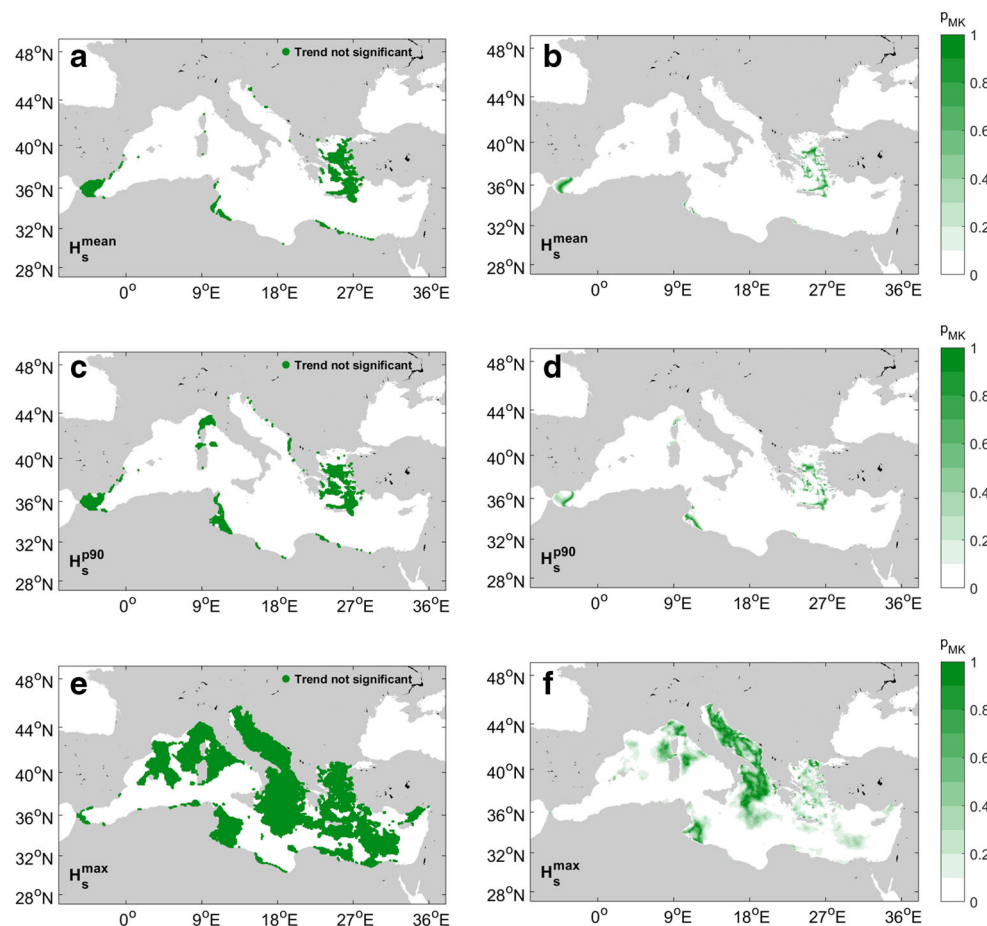 a
Trend not significant
48°N
44°N
40°N
36°N
32°N
28°N
H_s^mean
0°
9°E
18°E
27°E
36°E
b
48°N
44°N
40°N
36°N
32°N
28°N
H_s^mean
0°
9°E
18°E
27°E
36°E
p_MK
1
0.8
0.6
0.4
0.2
0
c
Trend not significant
48°N
44°N
40°N
36°N
32°N
28°N
H_s^p90
0°
9°E
18°E
27°E
36°E
d
48°N
44°N
40°N
36°N
32°N
28°N
H_s^p90
0°
9°E
18°E
27°E
36°E
p_MK
1
0.8
0.6
0.4
0.2
0
e
Trend not significant
48°N
44°N
40°N
36°N
32°N
28°N
H_s^max
0°
9°E
18°E
27°E
36°E
f
48°N
44°N
40°N
36°N
32°N
28°N
H_s^max
0°
9°E
18°E
27°E
36°E
p_MK
1
0.8
0.6
0.4
0.2
0